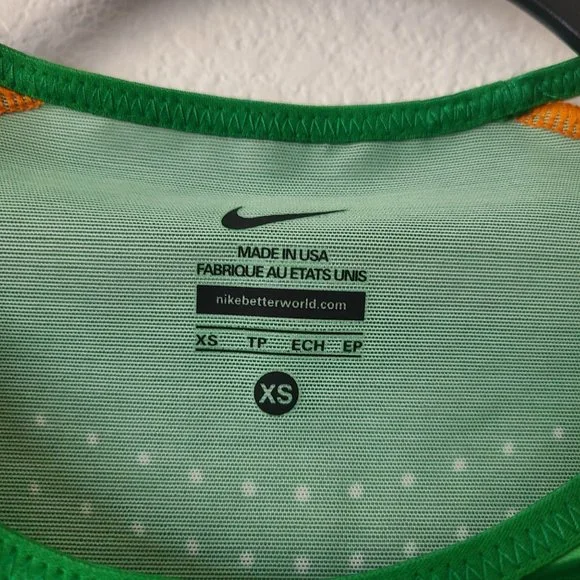 MADE IN USA
FABRIQUE AU ETATS UNIS
nikebetterworld.com
XS TP ECH EP
XS